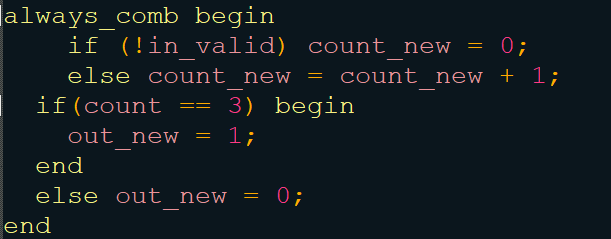 always_comb begin
if (!in_valid) count_new = 0;
else count_new = count_new + 1;
if(count == 3) begin
out_new = 1;
end
else out_new = 0;
end